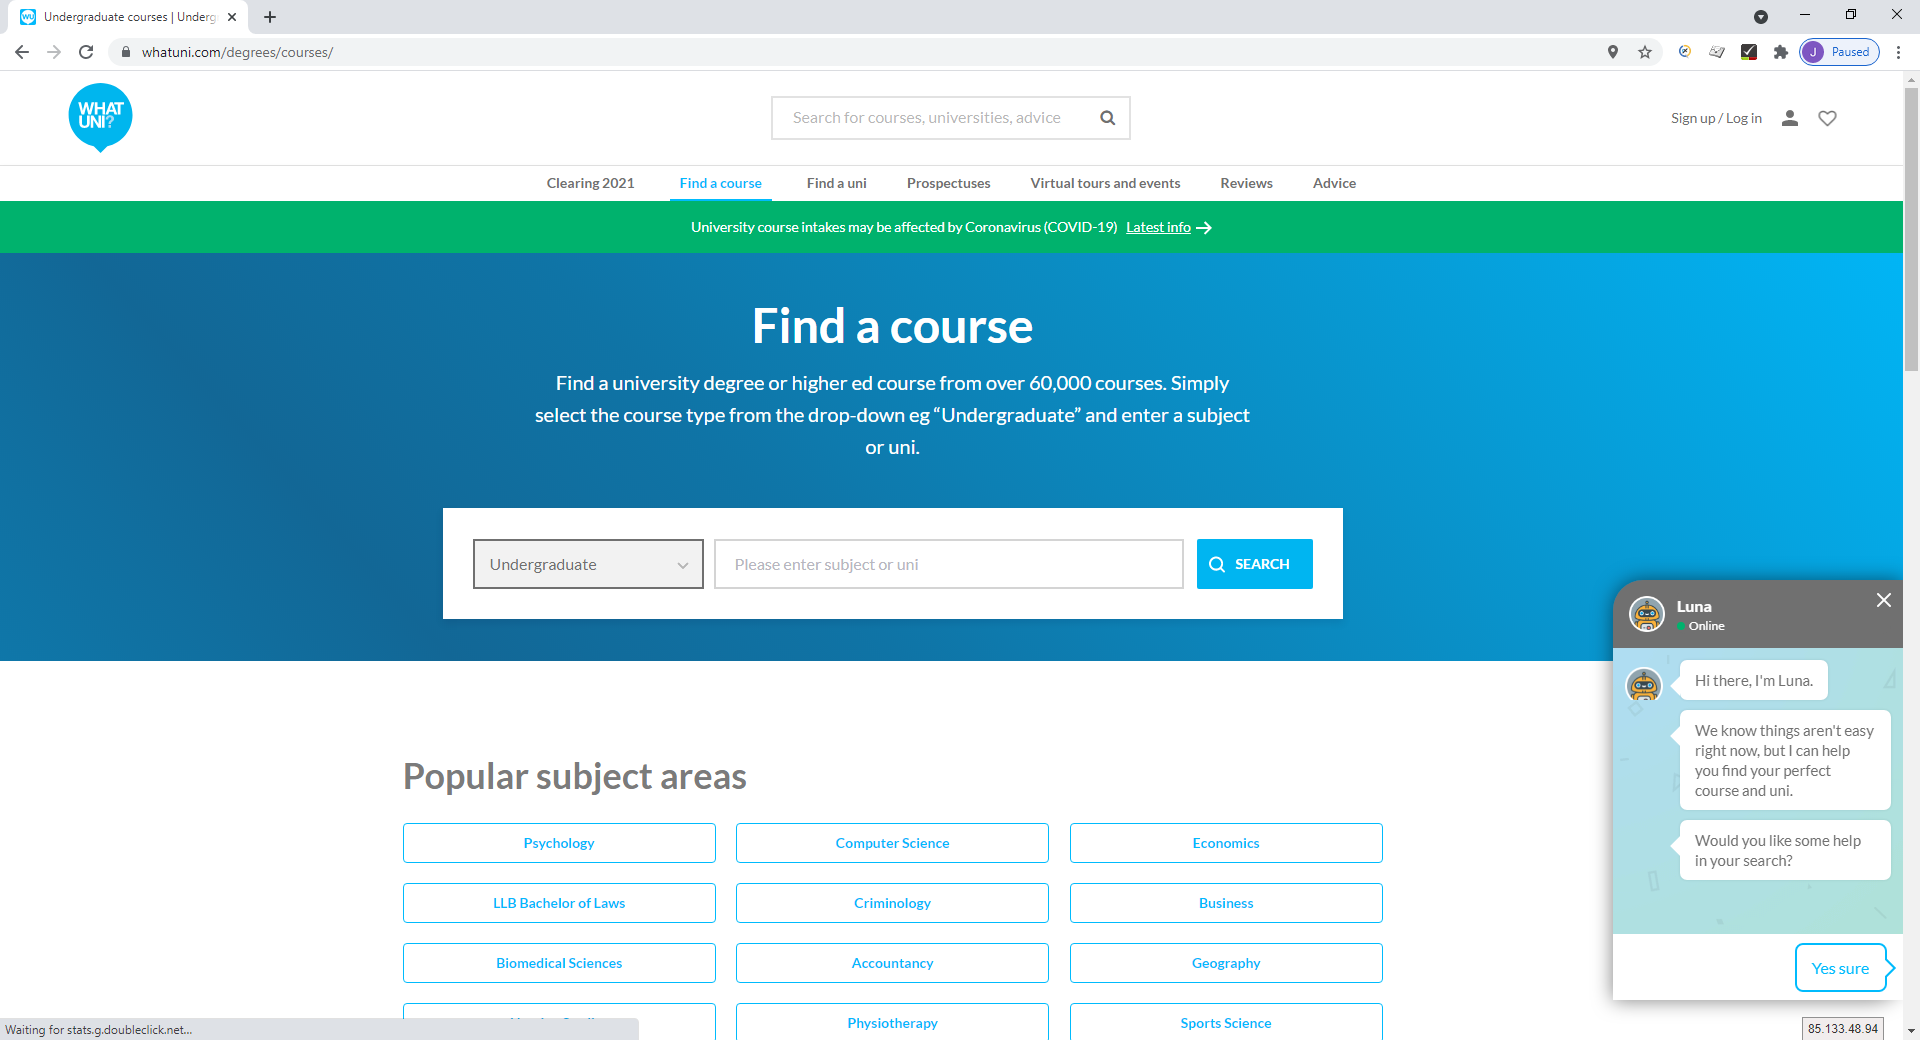 Undergraduate courses | Underg
whatuni.com/degrees/courses/
J
Paused
WHAT
UNI?
Search for courses, universities, advice
Sign up / Log in
Clearing 2021
Find a course
Find a uni
Prospectuses
Virtual tours and events
Reviews
Advice
University course intakes may be affected by Coronavirus (COVID-19) Latest info
Find a course
Find a university degree or higher ed course from over 60,000 courses. Simply
select the course type from the drop-down eg “Undergraduate” and enter a subject
or uni.
Undergraduate
Please enter subject or uni
SEARCH
Luna
Online
Hi there, I'm Luna.
We know things aren't easy
right now, but I can help
you find your perfect
course and uni.
Would you like some help
in your search?
Yes sure
Popular subject areas
Psychology
Computer Science
Economics
LLB Bachelor of Laws
Criminology
Business
Biomedical Sciences
Accountancy
Geography
Physiotherapy
Sports Science
Waiting for stats.g.doubleclick.net...
85.133.48.94